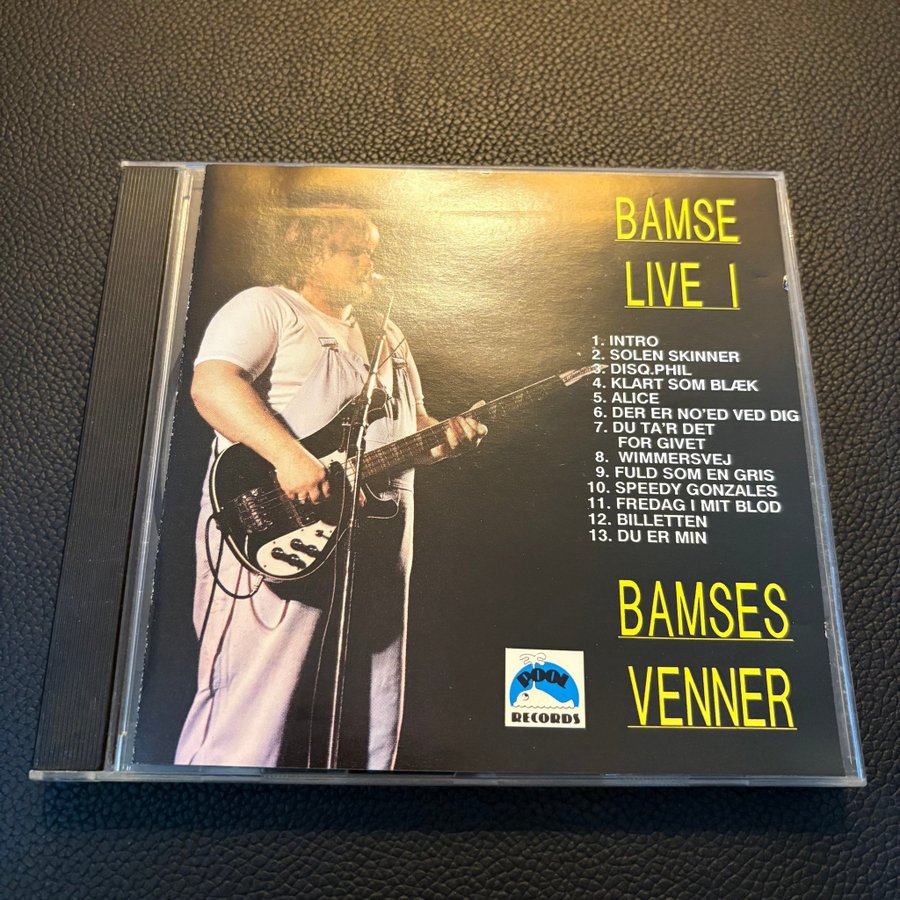 BAMSE
LIVE I
1. INTRO
2. SOLEN SKINNER
3. DISQ.PHIL
4. KLART SOM BLÆK
5. ALICE
6. DER ER NO'ED VED DIG
7. DU TA'R DET
FOR GIVET
8. WIMMERSVEJ
9. FULD SOM EN GRIS
10. SPEEDY GONZALES
11. FREDAG I MIT BLOD
12. BILLETTEN
13. DU ER MIN
BAMSES
VENNER
POOL
RECORDS